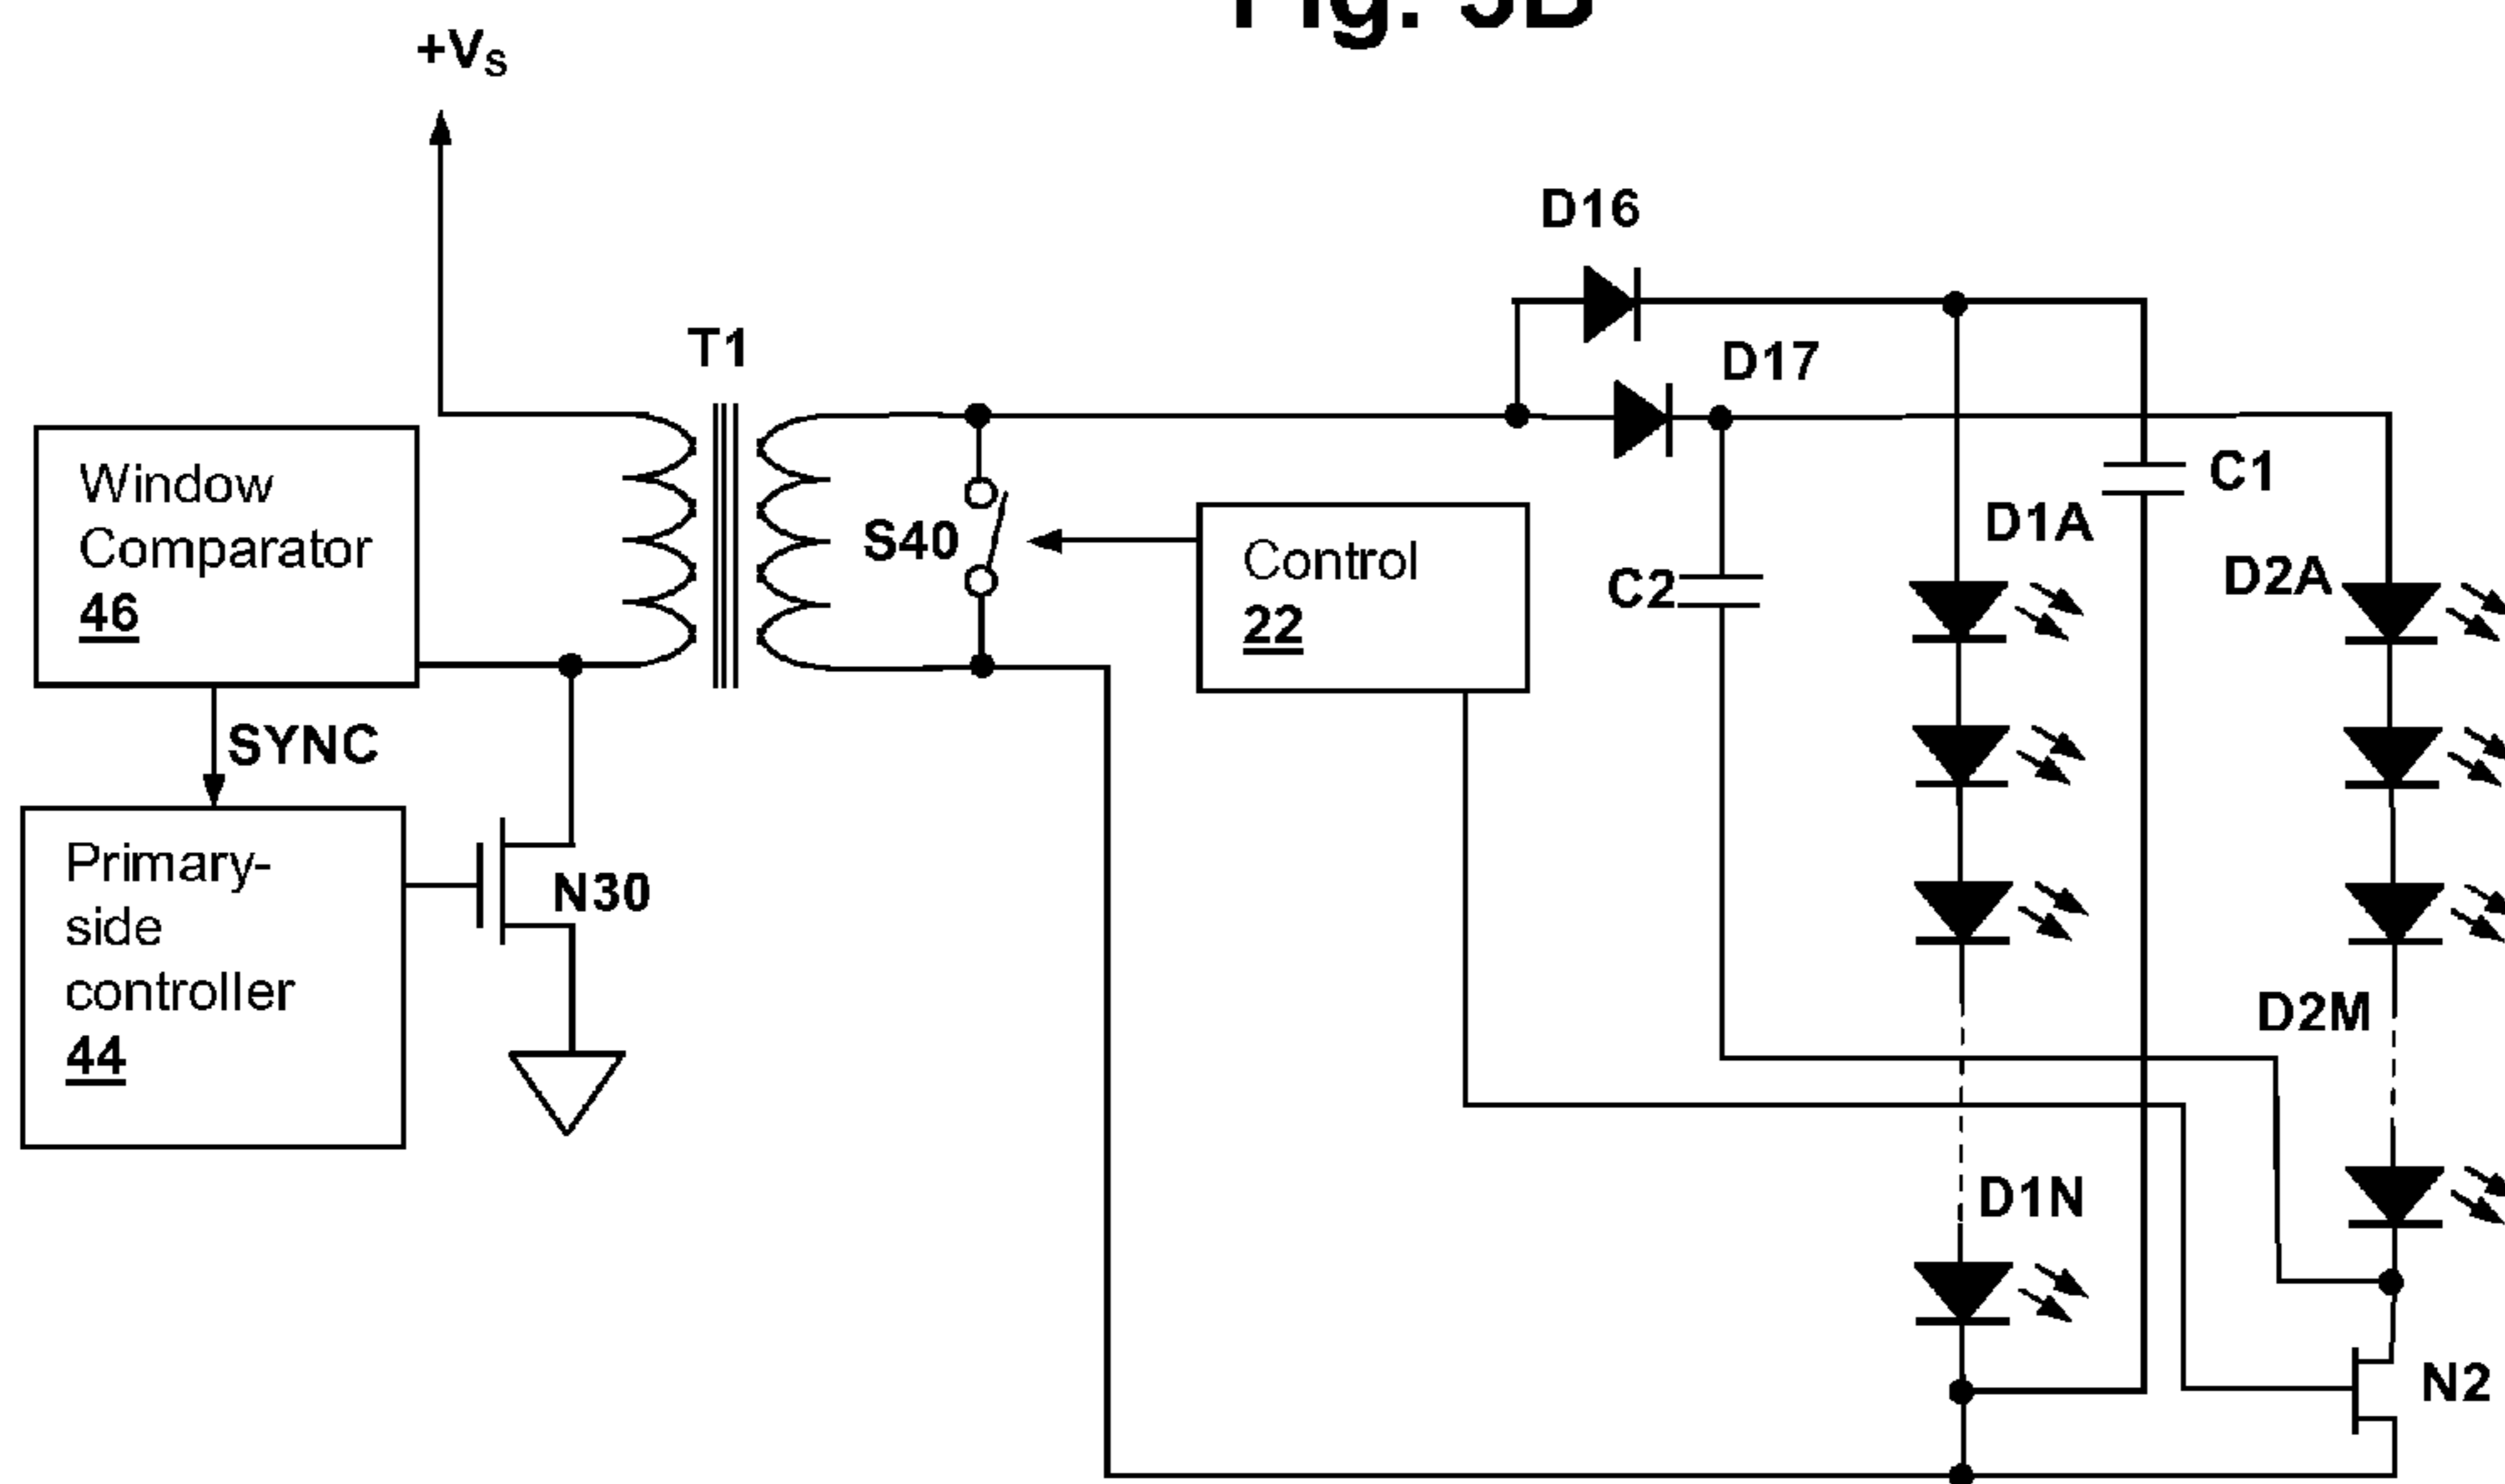 +VS
D16
T1
D17
Window
Comparator
46
S40
Control
22
C2
C1
D1A
D2A
SYNC
Primary-
side
controller
44
N30
D2M
D1N
N2